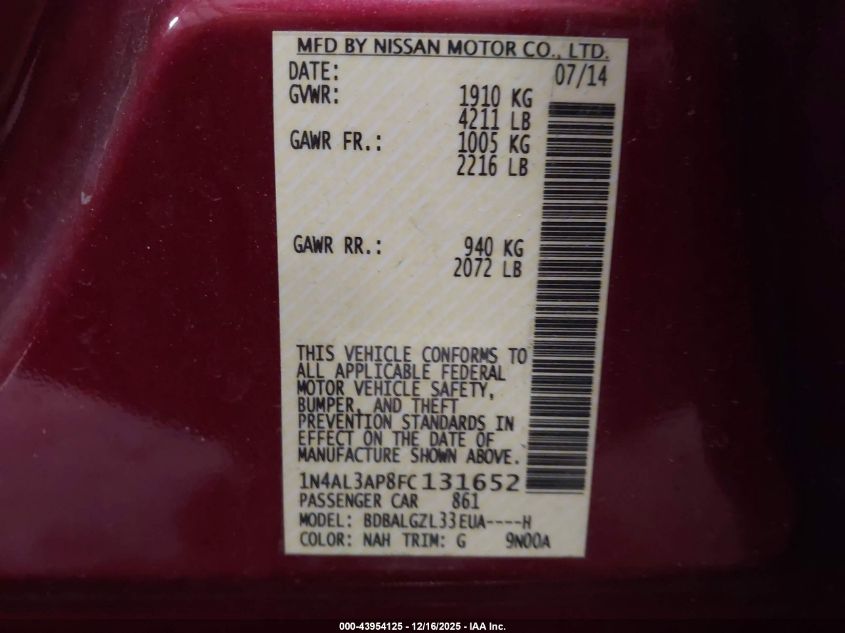 MFD BY NISSAN MOTOR CO., LTD.
DATE: 07/14
GVWR: 1910 KG
4211 LB
GAWR FR.: 1005 KG
2216 LB
GAWR RR.: 940 KG
2072 LB
THIS VEHICLE CONFORMS TO
ALL APPLICABLE FEDERAL
MOTOR VEHICLE SAFETY,
BUMPER, AND THEFT
PREVENTION STANDARDS IN
EFFECT ON THE DATE OF
MANUFACTURE SHOWN ABOVE.
1N4AL3AP8FC131652
PASSENGER CAR 861
MODEL: BDBALGZL33EUA----H
COLOR: NAH TRIM: G 9N00A
000-43954125 - 12/16/2025 - IAA Inc.